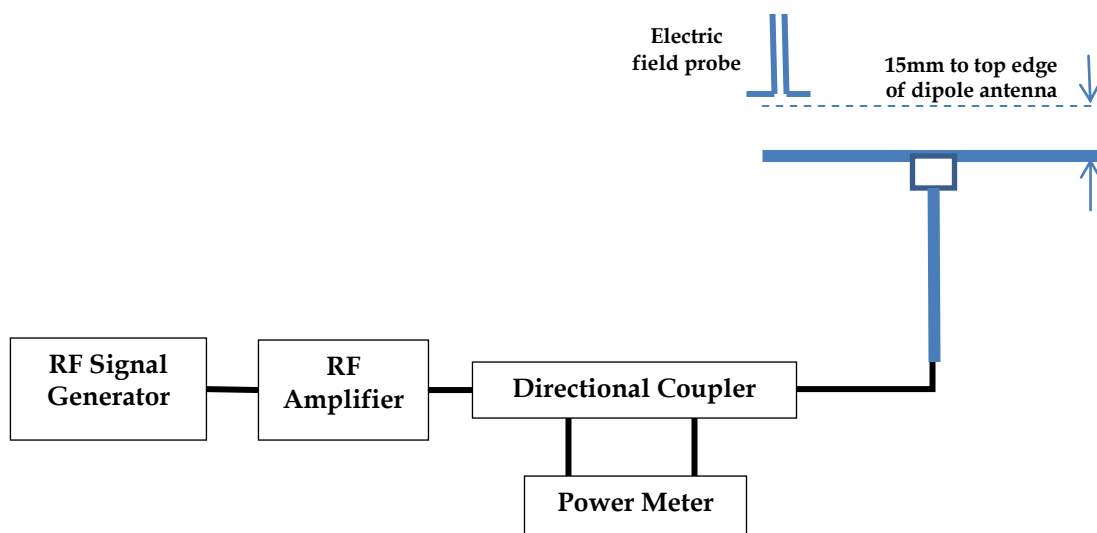 Electric
field probe
15mm to top edge
of dipole antenna
RF Signal
Generator
RF
Amplifier
Directional Coupler
Power Meter